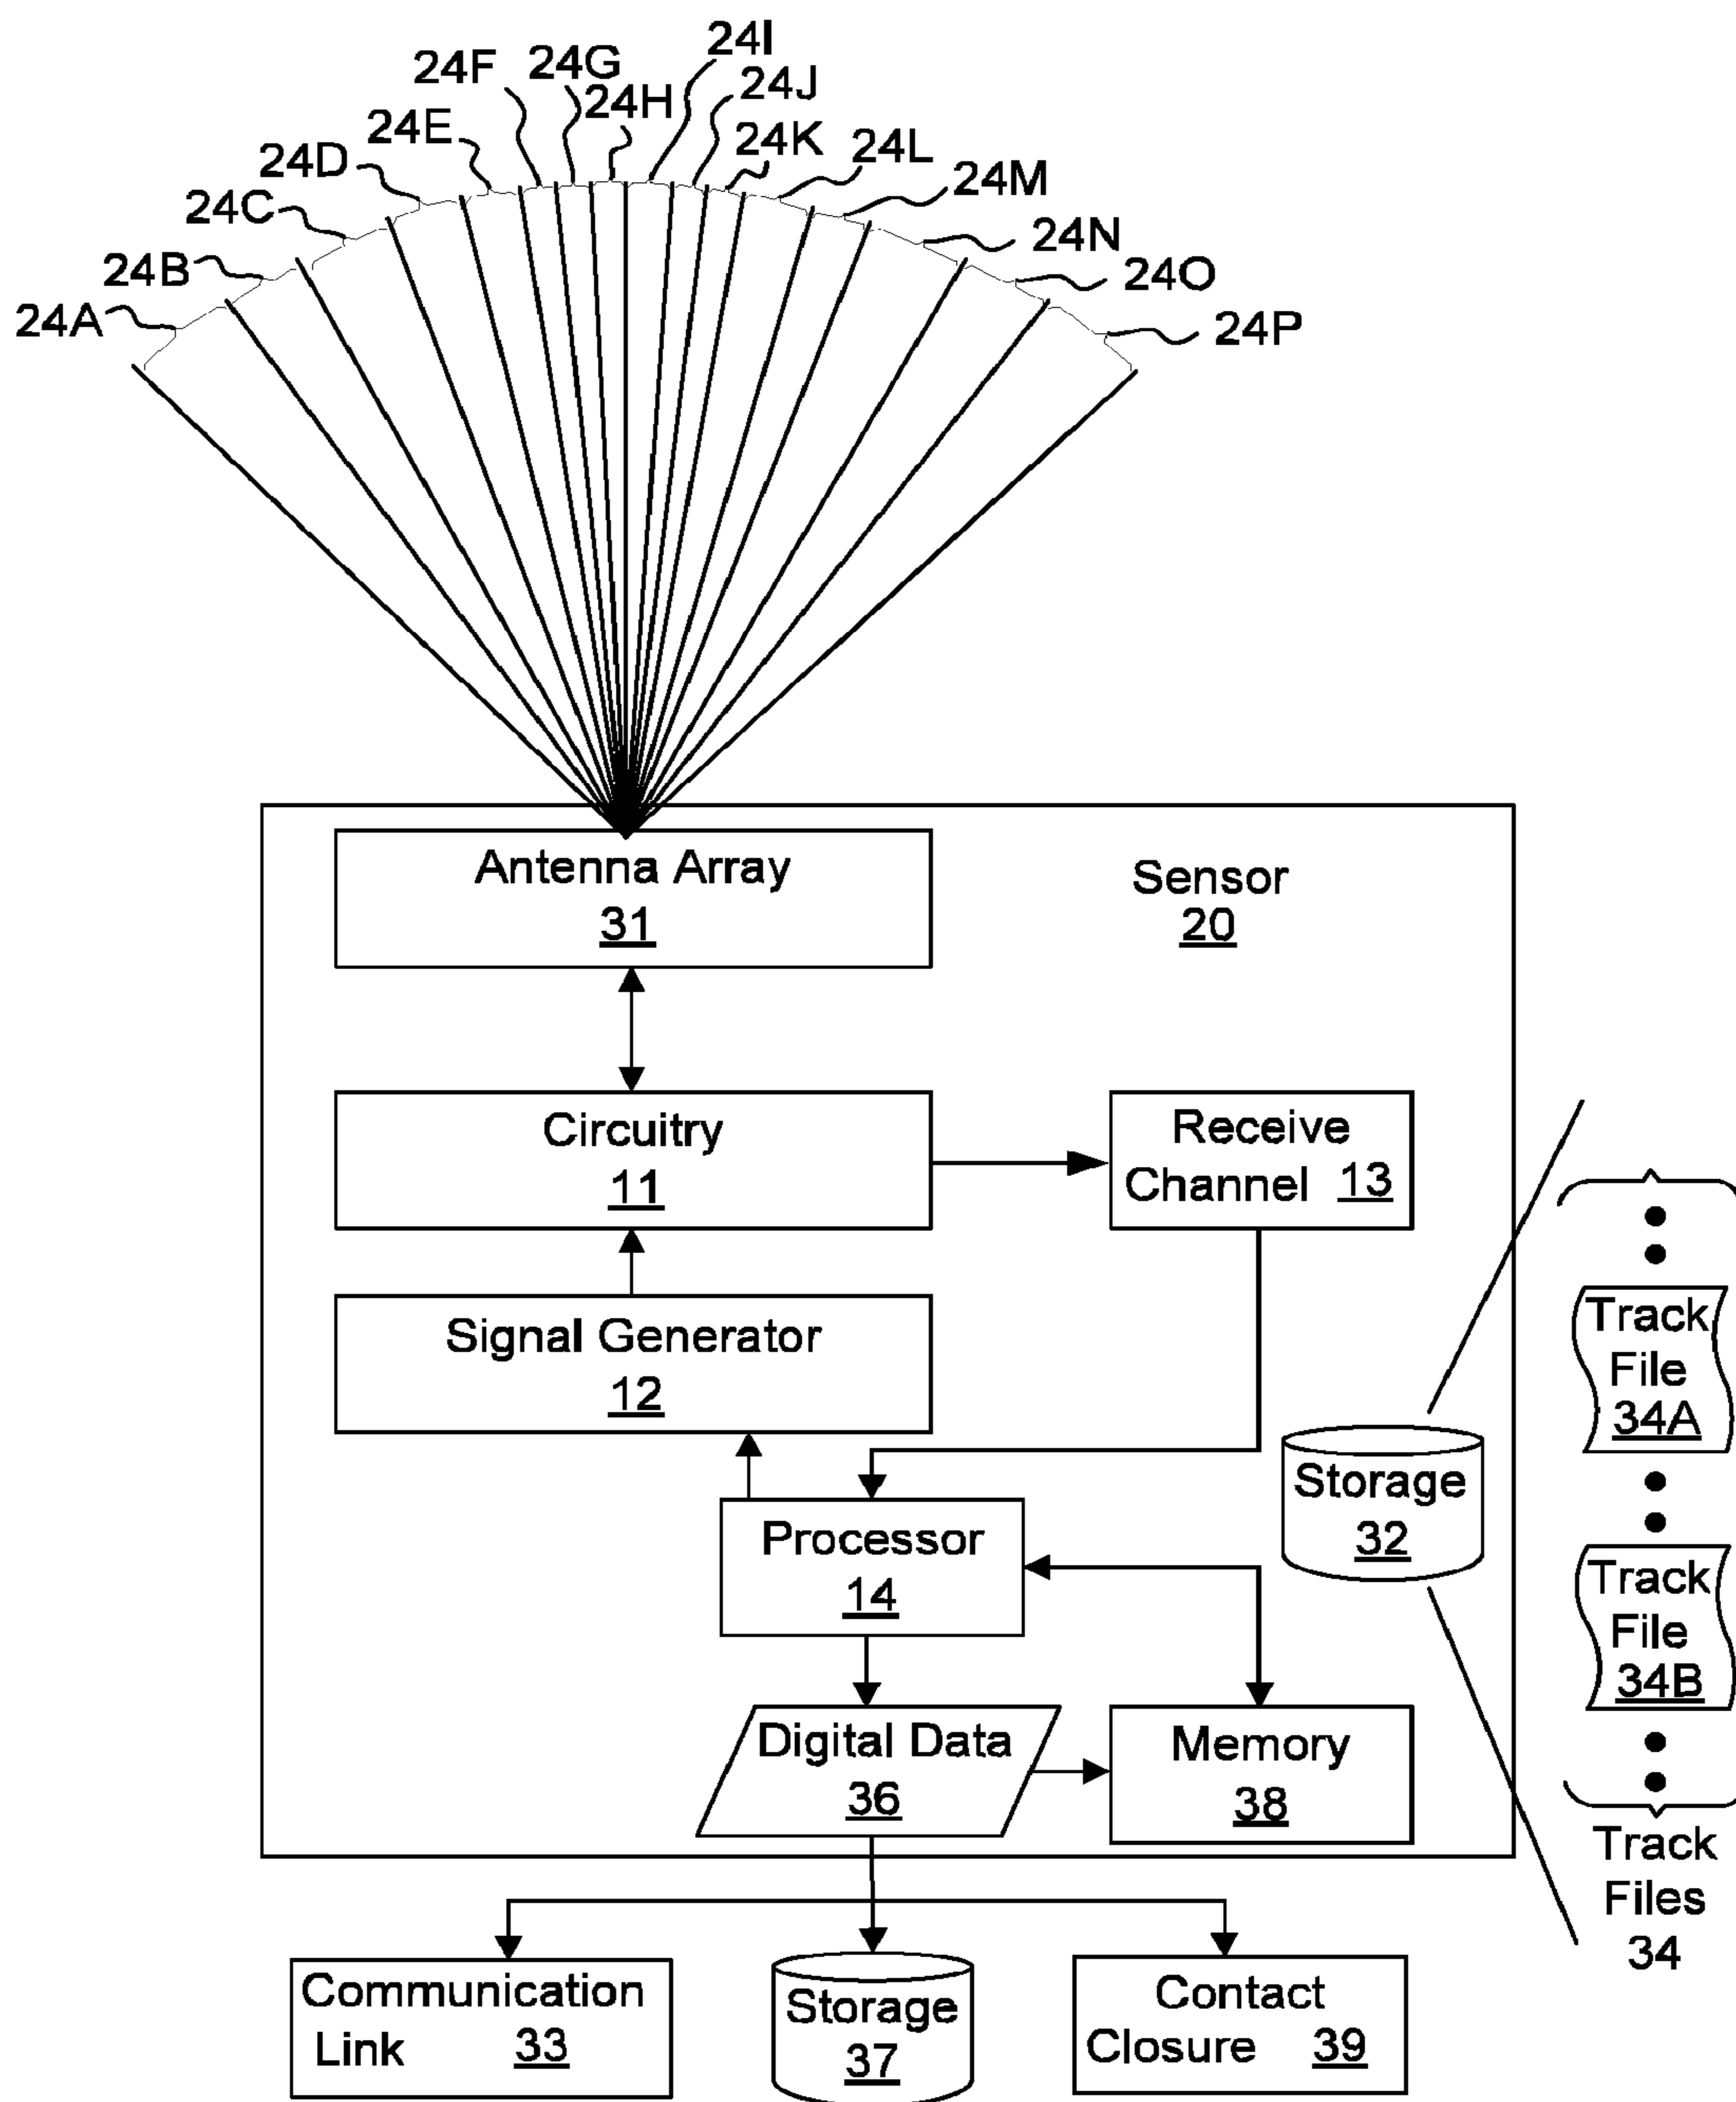 24I
24G
24F
24J
24H
24E
24K
24L
24D
24M
24C
24N
24B
24O
24A
24P
Antenna Array
31
Sensor
20
Circuitry
11
Receive
Channel 13
Signal Generator
12
Track
File
34A
Storage
32
Processor
14
Track
File
34B
Digital Data
36
Memory
38
Track
Files
34
Communication
Link 33
Storage
37
Contact
Closure 39